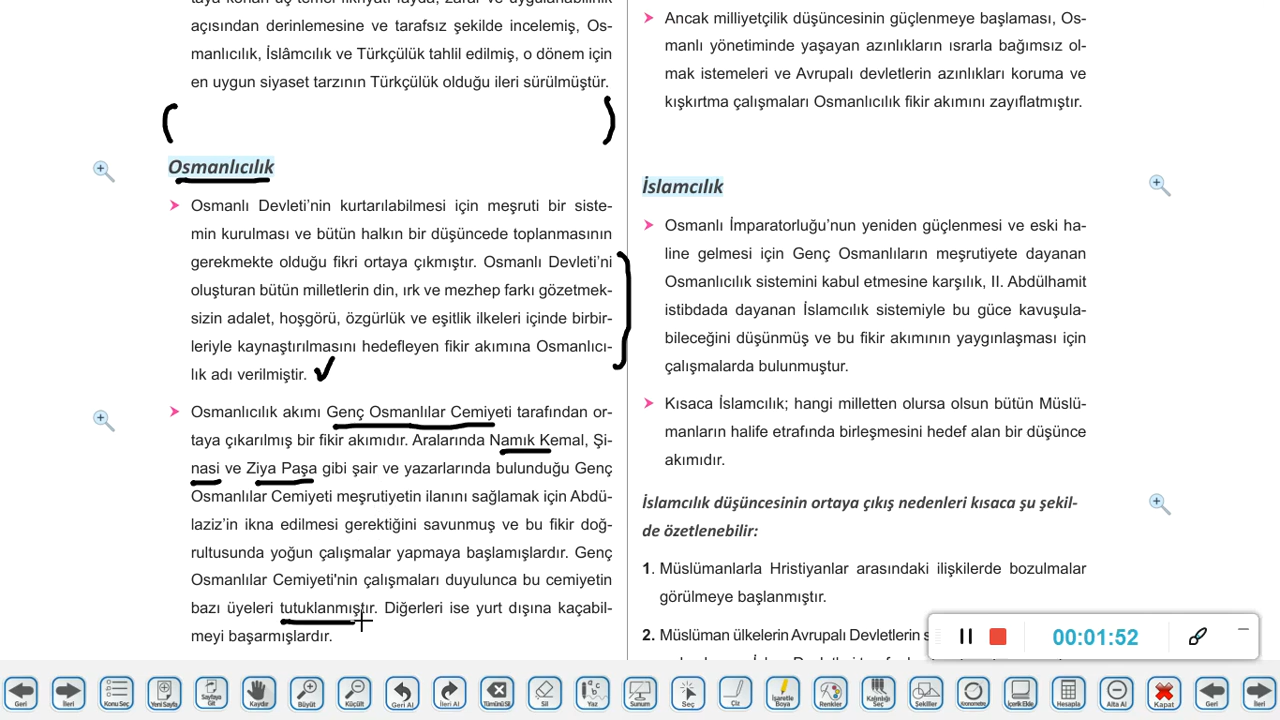 açısından derinlemesine ve tarafsız şekilde incelemiş, Os-
manlıcılık, İslâmcılık ve Türkçülük tahlil edilmiş, o dönem için
en uygun siyaset tarzının Türkçülük olduğu ileri sürülmüştür.
Osmanlıcılık
Osmanlı Devleti’nin kurtarılabilmesi için meşruti bir siste-
min kurulması ve bütün halkın bir düşüncede toplanmasının
gerekmekte olduğu fikri ortaya çıkmıştır. Osmanlı Devleti’ni
oluşturan bütün milletlerin din, ırk ve mezhep farkı gözetmek-
sizin adalet, hoşgörü, özgürlük ve eşitlik ilkeleri içinde birbir-
leriyle kaynaştırılmasını hedefleyen fikir akımına Osmanlıcı-
lık adı verilmiştir.
Osmanlıcılık akımı Genç Osmanlılar Cemiyeti tarafından or-
taya çıkarılmış bir fikir akımıdır. Aralarında Namık Kemal, Şi-
nasi ve Ziya Paşa gibi şair ve yazarlarında bulunduğu Genç
Osmanlılar Cemiyeti meşrutiyetin ilanını sağlamak için Abdü-
laziz’in ikna edilmesi gerektiğini savunmuş ve bu fikir doğ-
rultusunda yoğun çalışmalar yapmaya başlamışlardır. Genç
Osmanlılar Cemiyeti'nin çalışmaları duyulunca bu cemiyetin
bazı üyeleri tutuklanmıştır. Diğerleri ise yurt dışına kaçabil-
meyi başarmışlardır.
Ancak milliyetçilik düşüncesinin güçlenmeye başlaması, Os-
manlı yönetiminde yaşayan azınlıkların ısrarla bağımsız ol-
mak istemeleri ve Avrupalı devletlerin azınlıkları koruma ve
kışkırtma çalışmaları Osmanlıcılık fikir akımını zayıflatmıştır.
İslamcılık
Osmanlı İmparatorluğu’nun yeniden güçlenmesi ve eski ha-
line gelmesi için Genç Osmanlıların meşrutiyete dayanan
Osmanlıcılık sistemini kabul etmesine karşılık, II. Abdülhamit
istibdada dayanan İslamcılık sistemiyle bu güce kavuşula-
bileceğini düşünmüş ve bu fikir akımının yaygınlaşması için
çalışmalarda bulunmuştur.
Kısaca İslamcılık; hangi milletten olursa olsun bütün Müslü-
manların halife etrafında birleşmesini hedef alan bir düşünce
akımıdır.
İslamcılık düşüncesinin ortaya çıkış nedenleri kısaca şu şekil-
de özetlenebilir:
1. Müslümanlarla Hristiyanlar arasındaki ilişkilerde bozulmalar
görülmeye başlanmıştır.
2. Müslüman ülkelerin Avrupalı Devletlerin
00:01:52
Geri İleri Konu Seç Yeni Sayfa Sayfaya Git Kaydır Büyüt Küçült Geri Al İleri Al Tümünü Sil Sil Yaz Sunum Seç Çiz İşaretle Boya Renkler Kalınlığı Seç Şekiller Kronometre İçerik Ekle Hesapla Alta Al Kapat Geri İleri